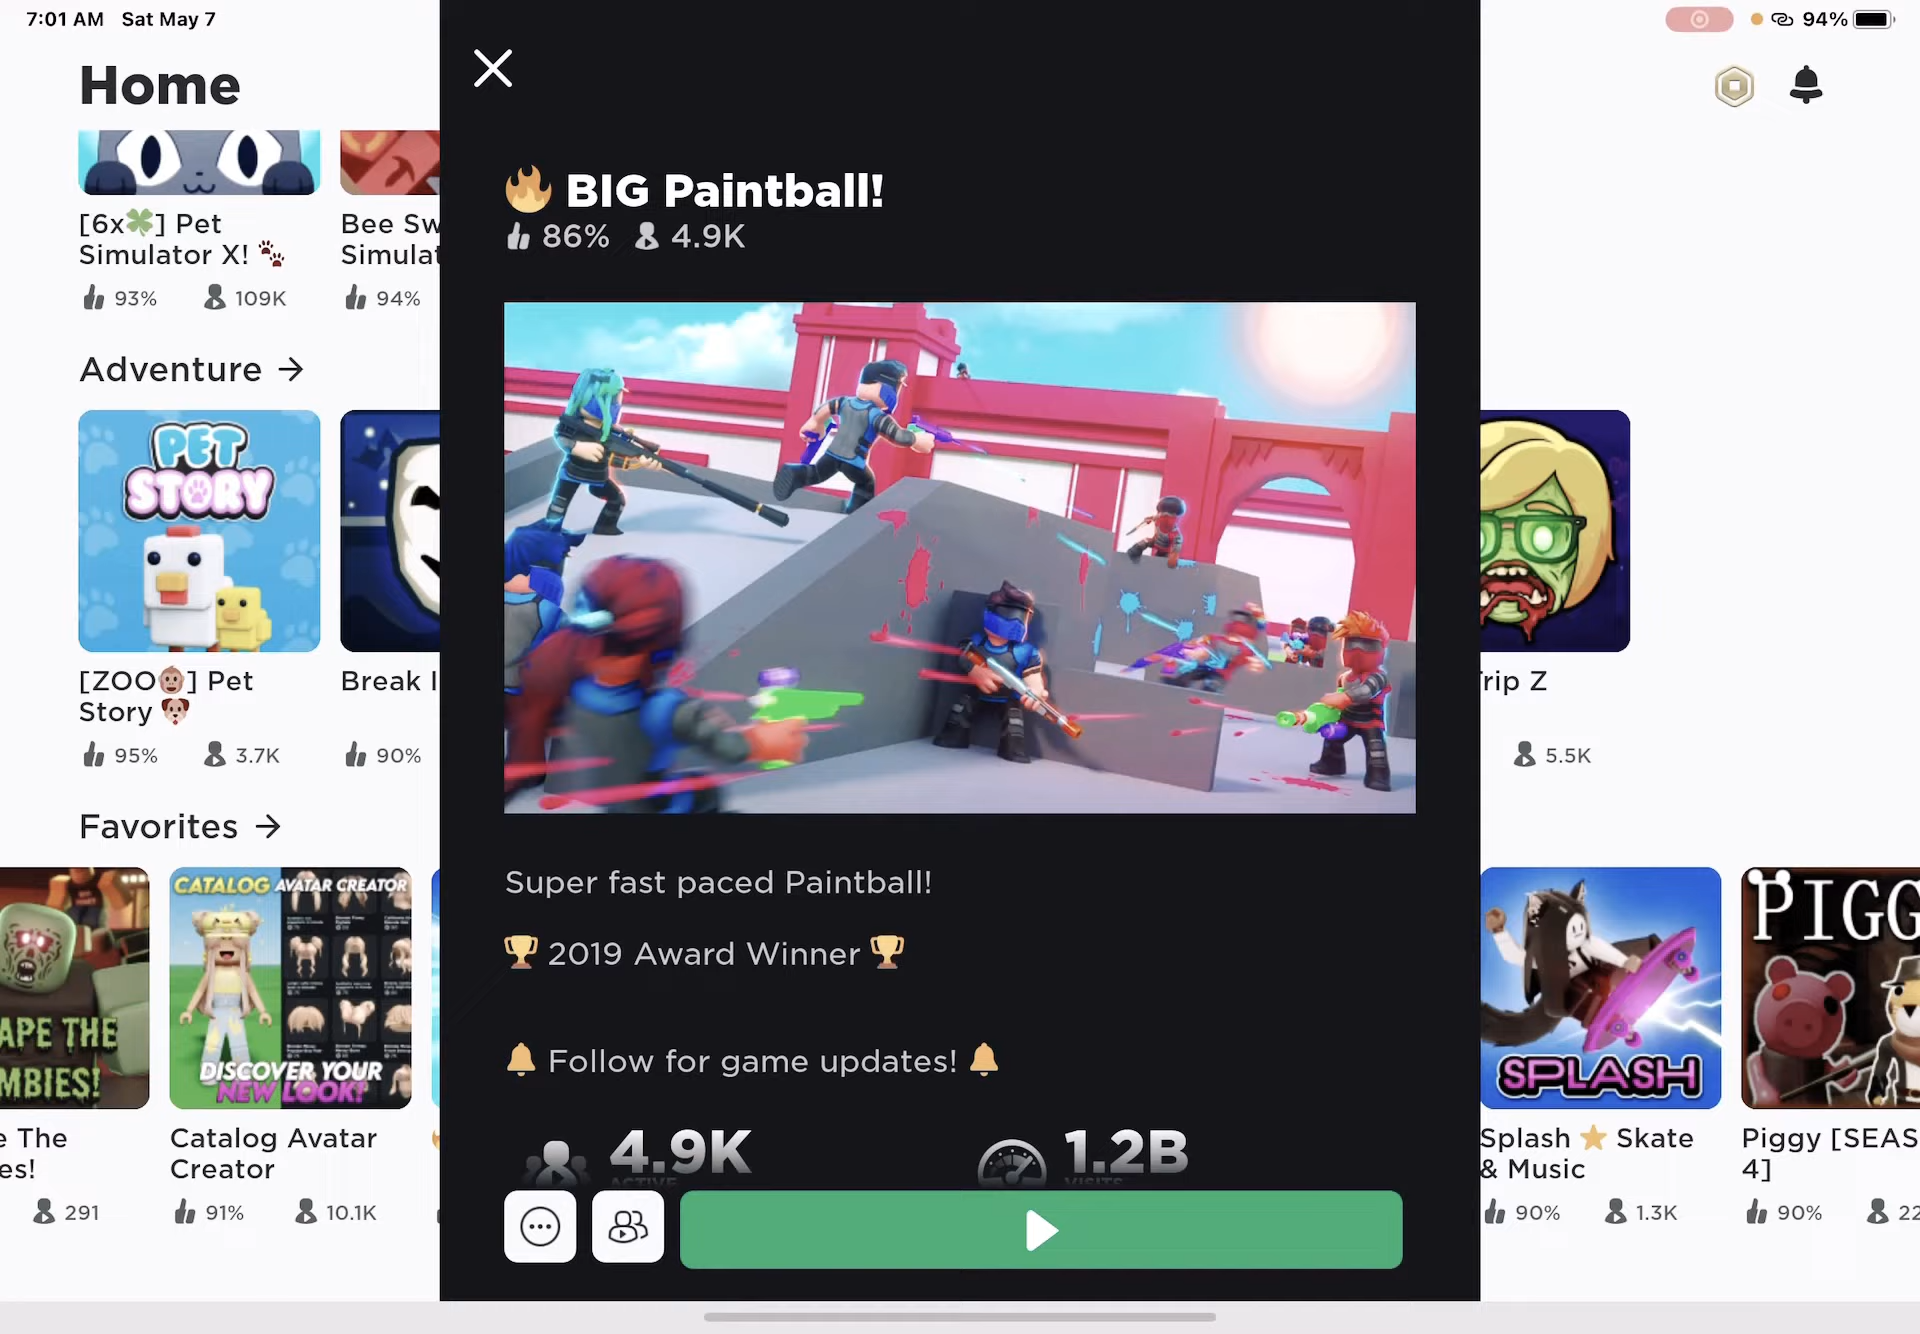 7:01 AM Sat May 7
94%
Home
[6x🍀] Pet
Simulator X! 🐾
93% 109K
Bee Sw
Simulat
94%
Adventure →
PET
STORY
[ZOO🐵] Pet
Story 🐶
95% 3.7K
Break I
90%
Favorites →
APE THE
MBIES!
e The
es!
291
CATALOG AVATAR CREATOR
DISCOVER YOUR
NEW LOOK!
Catalog Avatar
Creator
91% 10.1K
🔥 BIG Paintball!
86% 4.9K
Super fast paced Paintball!
🏆 2019 Award Winner 🏆
🔔 Follow for game updates! 🔔
4.9K
ACTIVE
1.2B
VISITS
rip Z
5.5K
SPLASH
Splash ⭐ Skate
& Music
90% 1.3K
PIGG
Piggy [SEAS
4]
90% 22